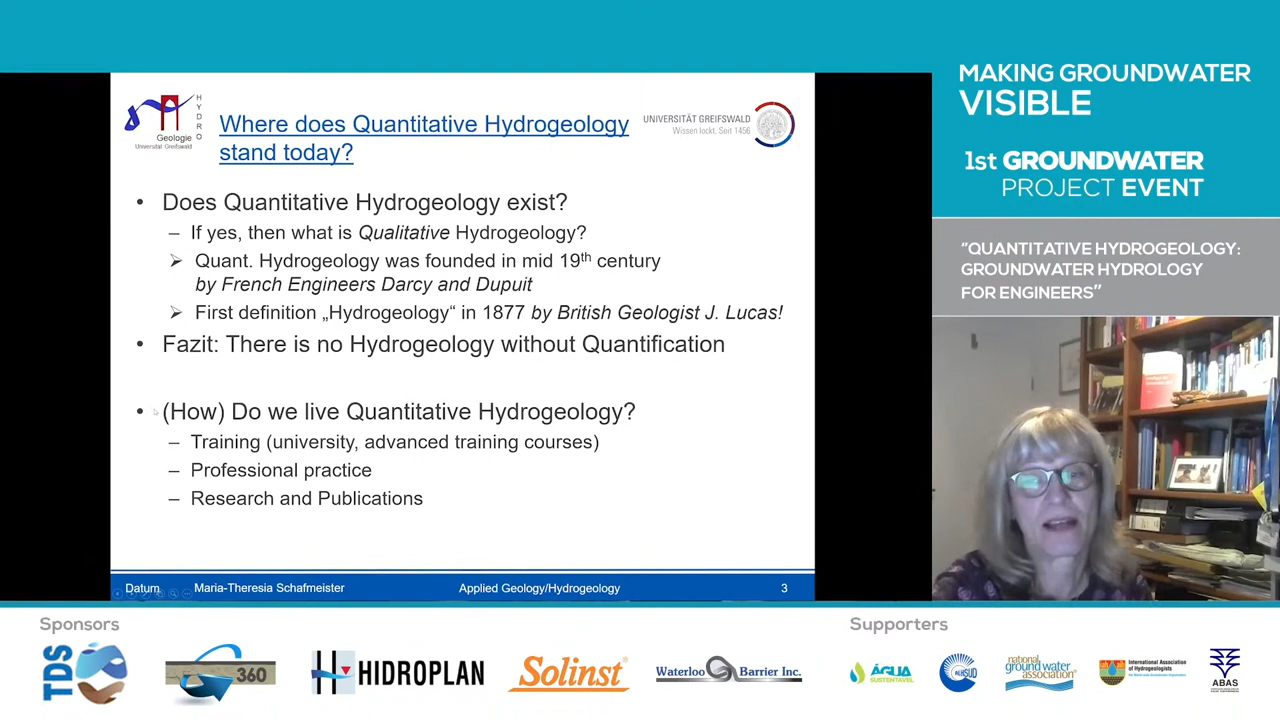 MAKING GROUNDWATER
VISIBLE
1st GROUNDWATER
PROJECT EVENT
“QUANTITATIVE HYDROGEOLOGY:
GROUNDWATER HYDROLOGY
FOR ENGINEERS”
HYDRO
Geologie
Universität Greifswald
Where does Quantitative Hydrogeology
stand today?
UNIVERSITÄT GREIFSWALD
Wissen lockt. Seit 1456
• Does Quantitative Hydrogeology exist?
– If yes, then what is Qualitative Hydrogeology?
➢ Quant. Hydrogeology was founded in mid 19th century
by French Engineers Darcy and Dupuit
➢ First definition „Hydrogeology“ in 1877 by British Geologist J. Lucas!
• Fazit: There is no Hydrogeology without Quantification
• (How) Do we live Quantitative Hydrogeology?
– Training (university, advanced training courses)
– Professional practice
– Research and Publications
Datum Maria-Theresia Schafmeister Applied Geology/Hydrogeology 3
Sponsors
TDS
360
HIDROPLAN
Solinst
Waterloo Barrier Inc.
Supporters
ÁGUA
SUSTENTÁVEL
ALHSUD
national
ground water
association
International Association
of Hydrogeologists
ABAS